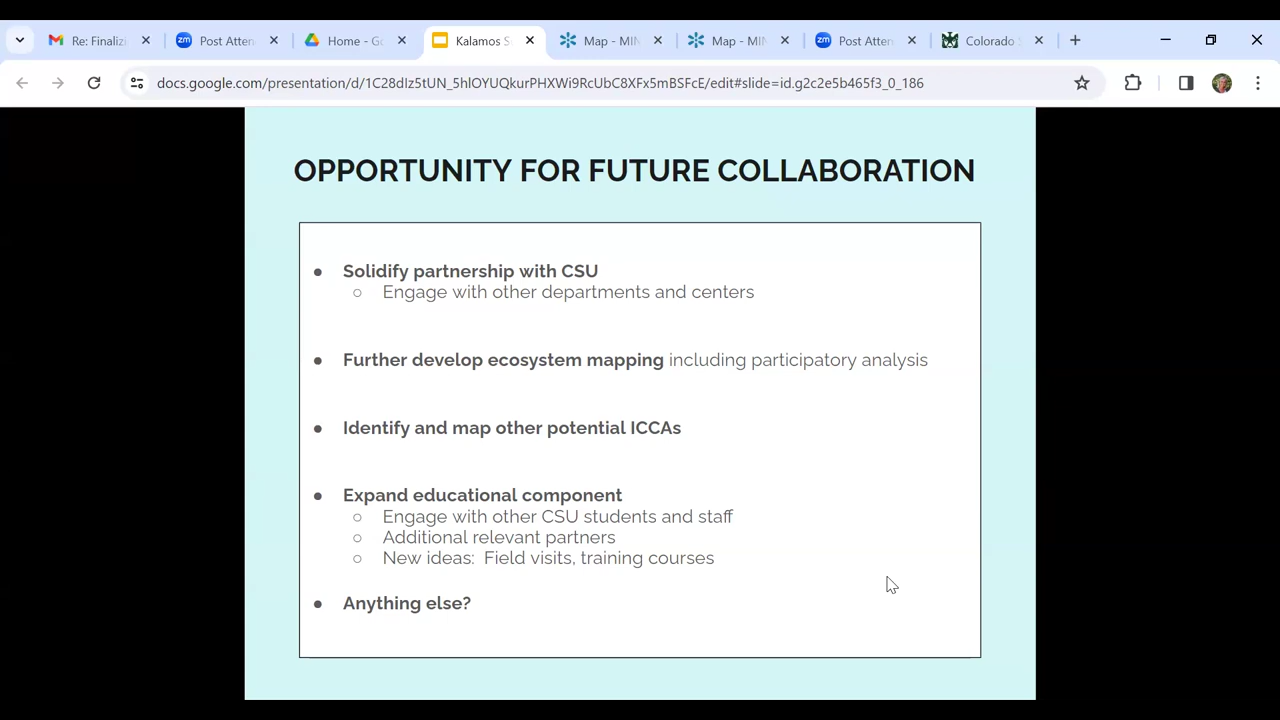 Re: Finaliz
Post Atten
Home - Go
Kalamos S
Map - MIN
Map - MIN
Post Atten
Colorado
docs.google.com/presentation/d/1C28dIz5tUN_5hlOYUQkurPHXWi9RcUbC8XFx5mBSFcE/edit#slide=id.g2c2e5b465f3_0_186
OPPORTUNITY FOR FUTURE COLLABORATION
● Solidify partnership with CSU
○ Engage with other departments and centers
● Further develop ecosystem mapping including participatory analysis
● Identify and map other potential ICCAs
● Expand educational component
○ Engage with other CSU students and staff
○ Additional relevant partners
○ New ideas: Field visits, training courses
● Anything else?